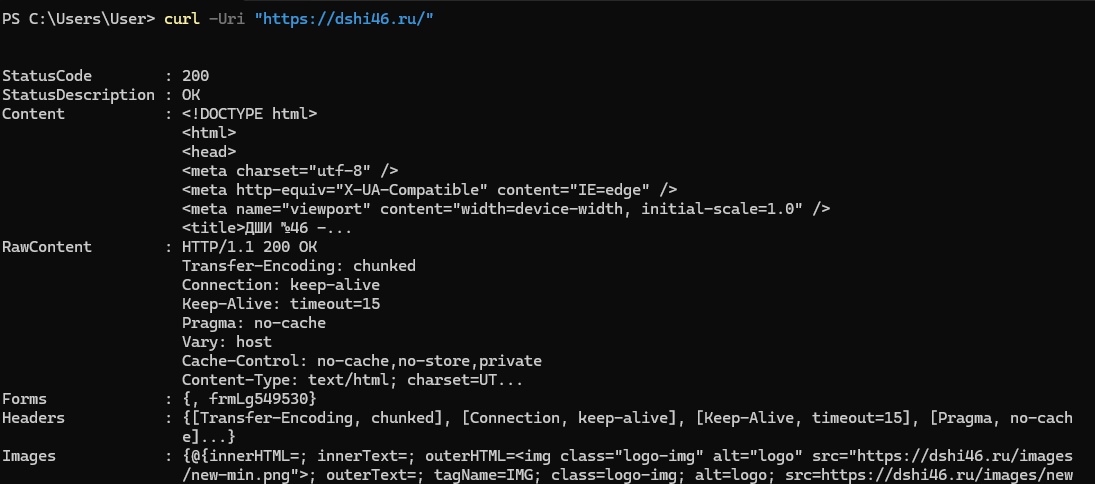 PS C:\Users\User> curl -Uri "https://dshi46.ru/"
StatusCode        : 200
StatusDescription : OK
Content           : <!DOCTYPE html>
                    <html>
                    <head>
                    <meta charset="utf-8" />
                    <meta http-equiv="X-UA-Compatible" content="IE=edge" />
                    <meta name="viewport" content="width=device-width, initial-scale=1.0" />
                    <title>ДШИ №46 -...
RawContent        : HTTP/1.1 200 OK
                    Transfer-Encoding: chunked
                    Connection: keep-alive
                    Keep-Alive: timeout=15
                    Pragma: no-cache
                    Vary: host
                    Cache-Control: no-cache,no-store,private
                    Content-Type: text/html; charset=UT...
Forms             : {, frmLg549530}
Headers           : {[Transfer-Encoding, chunked], [Connection, keep-alive], [Keep-Alive, timeout=15], [Pragma, no-cach
                    e]...}
Images            : {@{innerHTML=; innerText=; outerHTML=<img class="logo-img" alt="logo" src="https://dshi46.ru/images
                    /new-min.png">; outerText=; tagName=IMG; class=logo-img; alt=logo; src=https://dshi46.ru/images/new